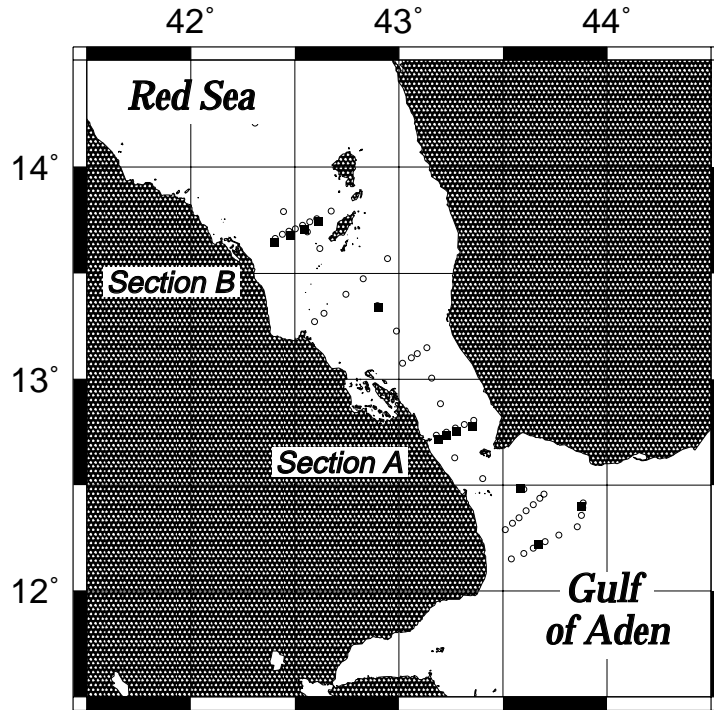 42° 43° 44°
Red Sea
14°
Section B
13°
Section A
12°
Gulf
of Aden